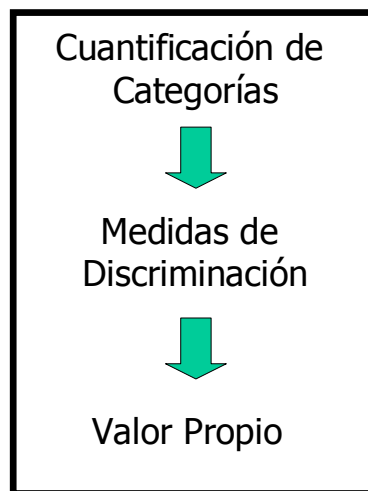 Cuantificación de
Categorías
Medidas de
Discriminación
Valor Propio